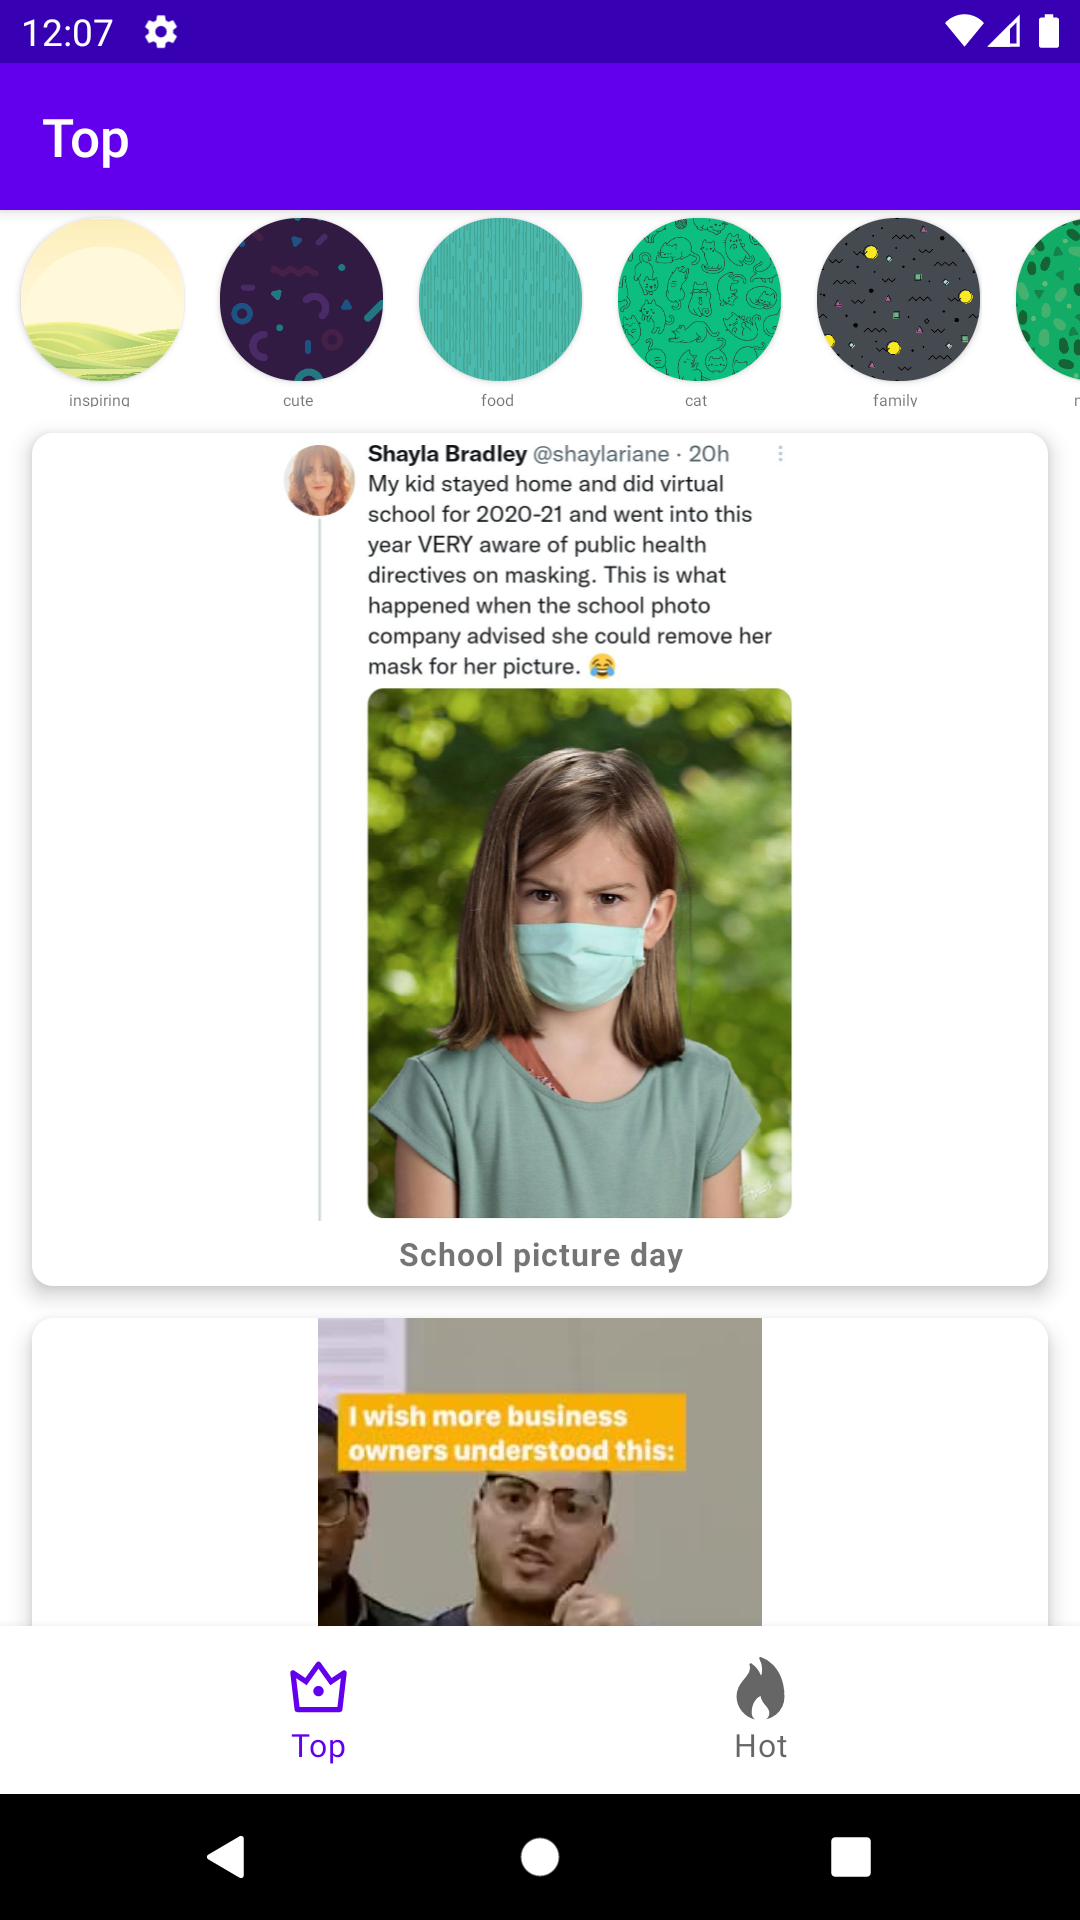 12:07
Top
inspiring
cute
food
cat
family
Shayla Bradley @shaylariane · 20h
My kid stayed home and did virtual
school for 2020-21 and went into this
year VERY aware of public health
directives on masking. This is what
happened when the school photo
company advised she could remove her
mask for her picture. 😂
School picture day
I wish more business
owners understood this:
Top
Hot